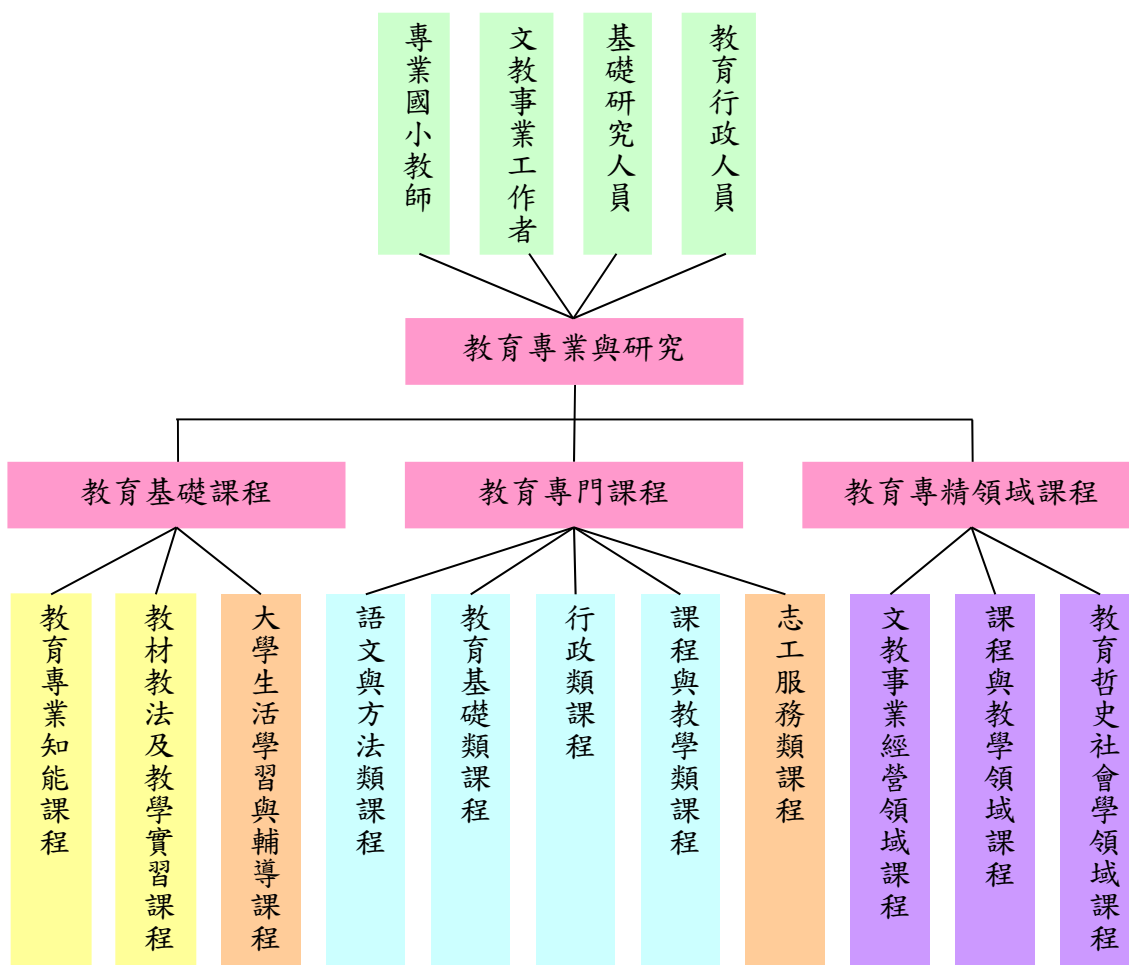 專業國小教師
文教事業工作者
基礎研究人員
教育行政人員
教育專業與研究
教育基礎課程
教育專門課程
教育專精領域課程
教育專業知能課程
教材教法及教學實習課程
大學生活學習與輔導課程
語文與方法類課程
教育基礎類課程
行政類課程
課程與教學類課程
志工服務類課程
文教事業經營領域課程
課程與教學領域課程
教育哲史社會學領域課程